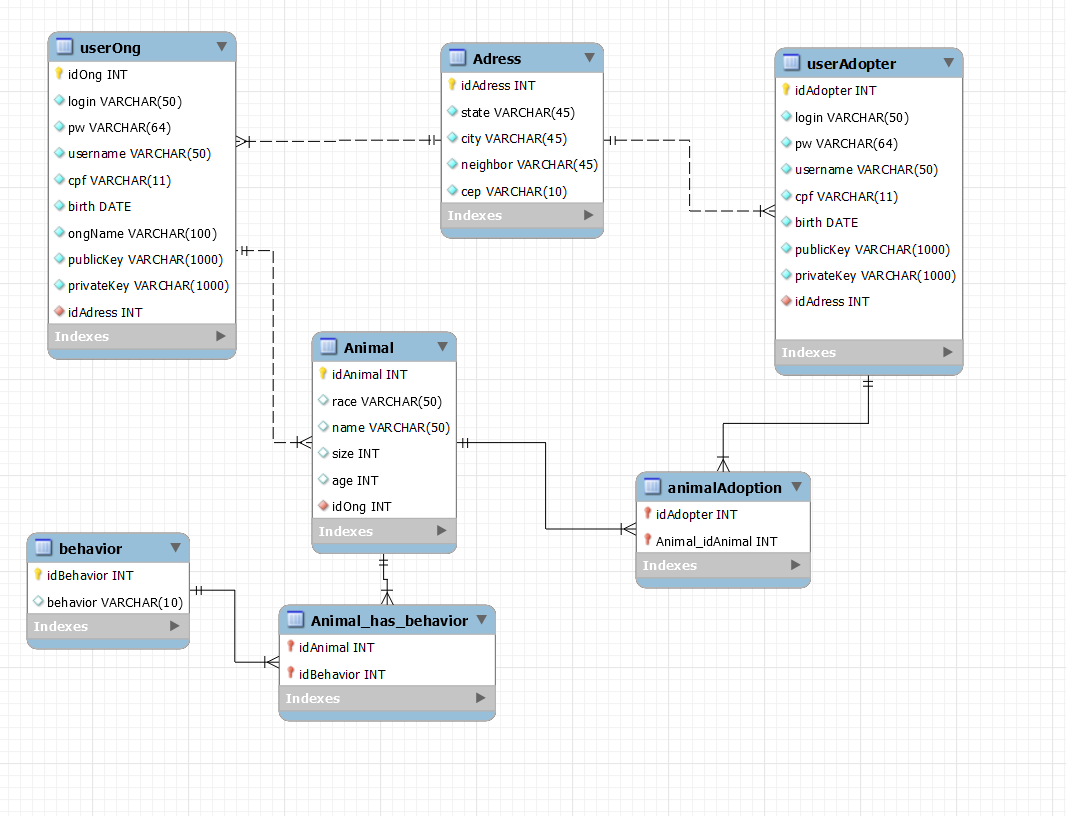 userOng
idOng INT
login VARCHAR(50)
pw VARCHAR(64)
username VARCHAR(50)
cpf VARCHAR(11)
birth DATE
ongName VARCHAR(100)
publicKey VARCHAR(1000)
privateKey VARCHAR(1000)
idAdress INT
Indexes
Adress
idAdress INT
state VARCHAR(45)
city VARCHAR(45)
neighbor VARCHAR(45)
cep VARCHAR(10)
Indexes
userAdopter
idAdopter INT
login VARCHAR(50)
pw VARCHAR(64)
username VARCHAR(50)
cpf VARCHAR(11)
birth DATE
publicKey VARCHAR(1000)
privateKey VARCHAR(1000)
idAdress INT
Indexes
Animal
idAnimal INT
race VARCHAR(50)
name VARCHAR(50)
size INT
age INT
idOng INT
Indexes
animalAdoption
idAdopter INT
Animal_idAnimal INT
Indexes
behavior
idBehavior INT
behavior VARCHAR(10)
Indexes
Animal_has_behavior
idAnimal INT
idBehavior INT
Indexes